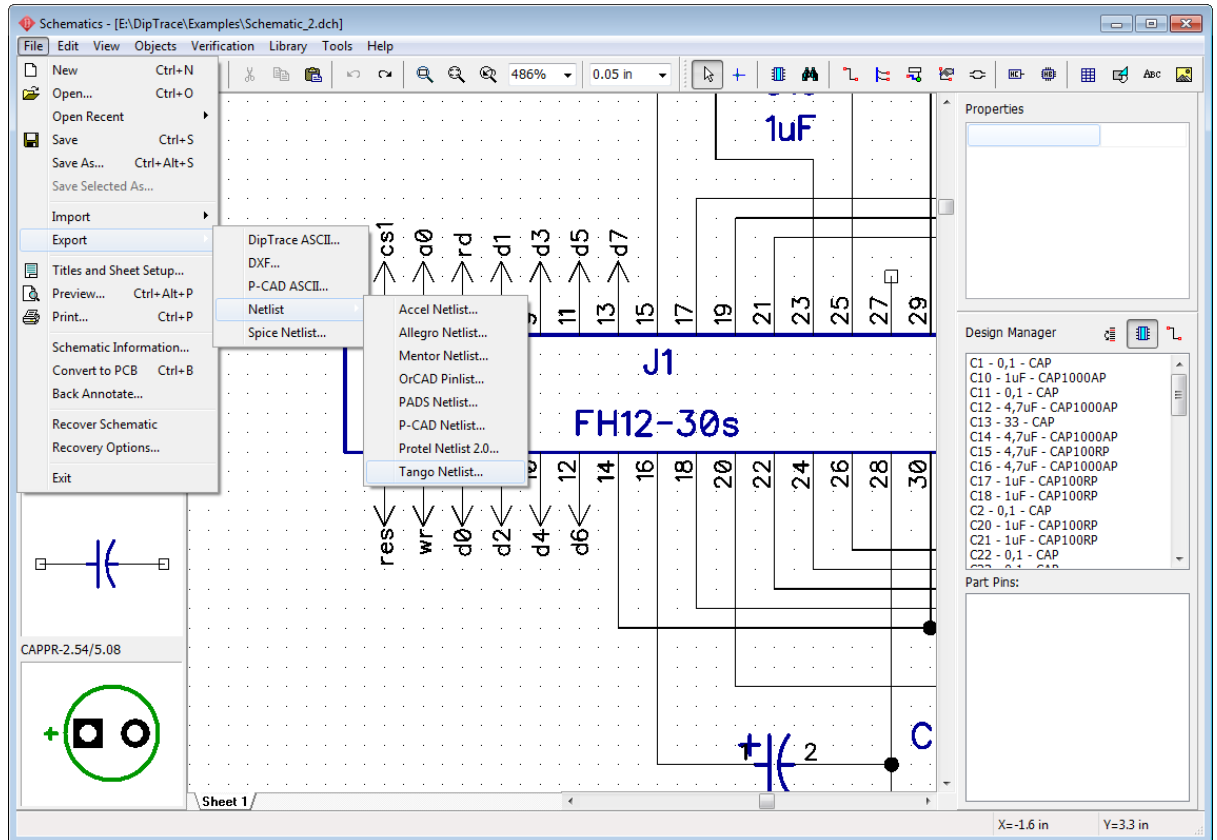 Schematics - [E:\DipTrace\Examples\Schematic_2.dch]
File Edit View Objects Verification Library Tools Help
486% 0.05 in ABC
New Ctrl+N
Open... Ctrl+O
Open Recent
Save Ctrl+S
Save As... Ctrl+Alt+S
Save Selected As...
Import
Export
Titles and Sheet Setup...
Preview... Ctrl+Alt+P
Print... Ctrl+P
Schematic Information...
Convert to PCB Ctrl+B
Back Annotate...
Recover Schematic
Recovery Options...
Exit
DipTrace ASCII...
DXF...
P-CAD ASCII...
Netlist
Spice Netlist...
Accel Netlist...
Allegro Netlist...
Mentor Netlist...
OrCAD Pinlist...
PADS Netlist...
P-CAD Netlist...
Protel Netlist 2.0...
Tango Netlist...
1uF
cs1 a0 rd d1 d3 d5 d7
11 13 15 17 19 21 23 25 27 29
J1
FH12-30s
12 14 16 18 20 22 24 26 28 30
res wr d0 d2 d4 d6
+ 2
C
CAPPR-2.54/5.08
+
Sheet 1
Properties
Design Manager
C1 - 0,1 - CAP
C10 - 1uF - CAP1000AP
C11 - 0,1 - CAP
C12 - 4,7uF - CAP1000AP
C13 - 33 - CAP
C14 - 4,7uF - CAP1000AP
C15 - 4,7uF - CAP100RP
C16 - 4,7uF - CAP1000AP
C17 - 1uF - CAP100RP
C18 - 1uF - CAP100RP
C2 - 0,1 - CAP
C20 - 1uF - CAP100RP
C21 - 1uF - CAP100RP
C22 - 0,1 - CAP
Part Pins:
X=-1.6 in Y=3.3 in